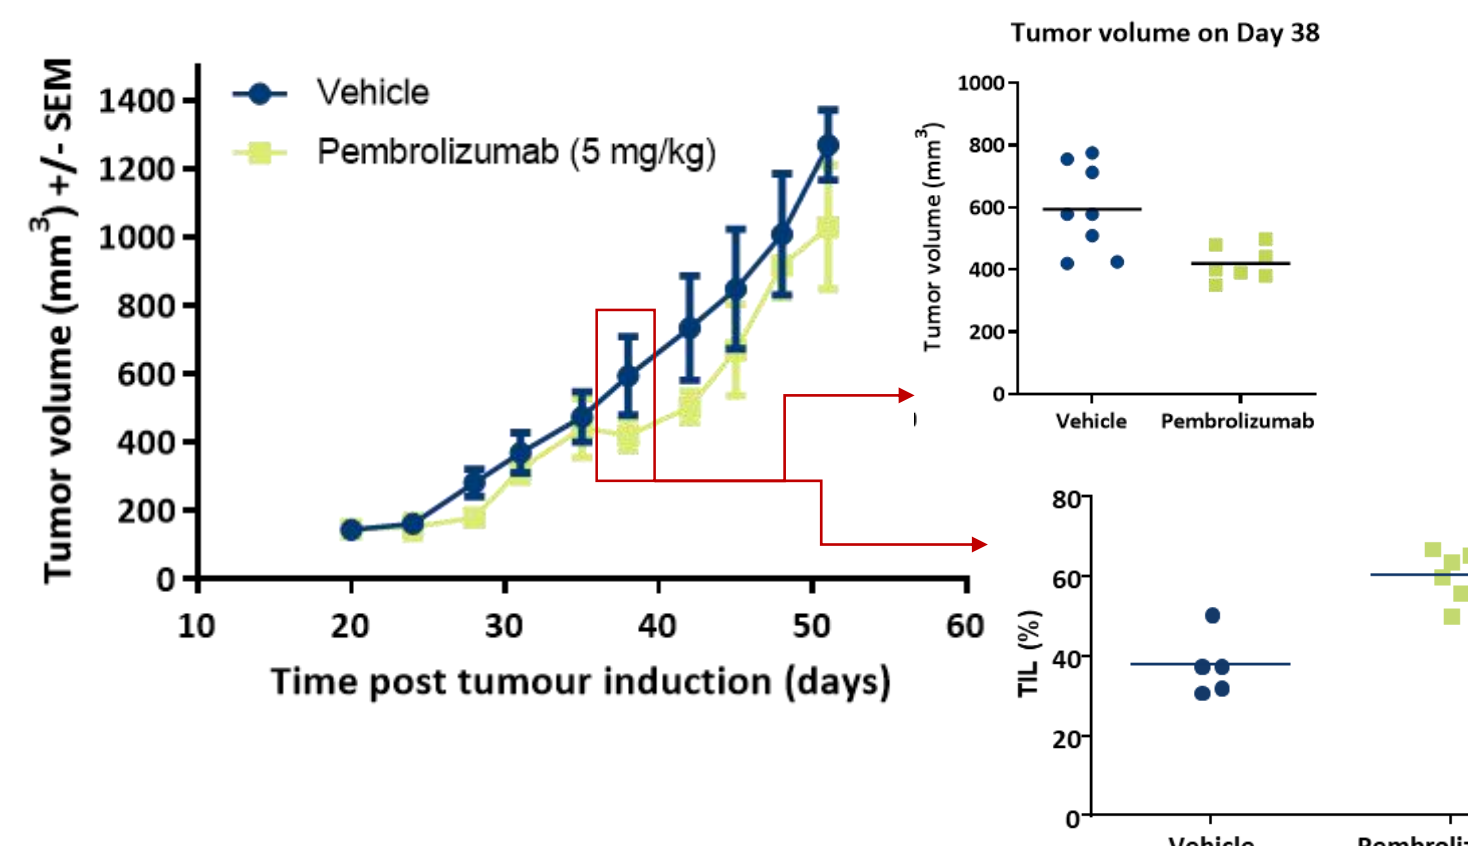 Tumor volume (mm3) +/- SEM
1400
1200
1000
800
600
400
200
0
Vehicle
Pembrolizumab (5 mg/kg)
10 20 30 40 50 60
Time post tumour induction (days)
Tumor volume on Day 38
Tumor volume (mm3)
1000
800
600
400
200
0
Vehicle Pembrolizumab
)
TIL (%)
80
60
40
20
0
Vehicle Pembroliz